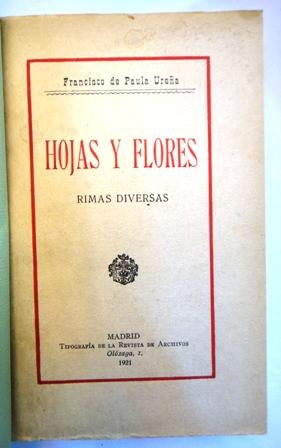 Francisco de Paula Ureña
HOJAS Y FLORES
RIMAS DIVERSAS
MADRID
Tipografía de la Revista de Archivos
Olózaga, 1.
1921